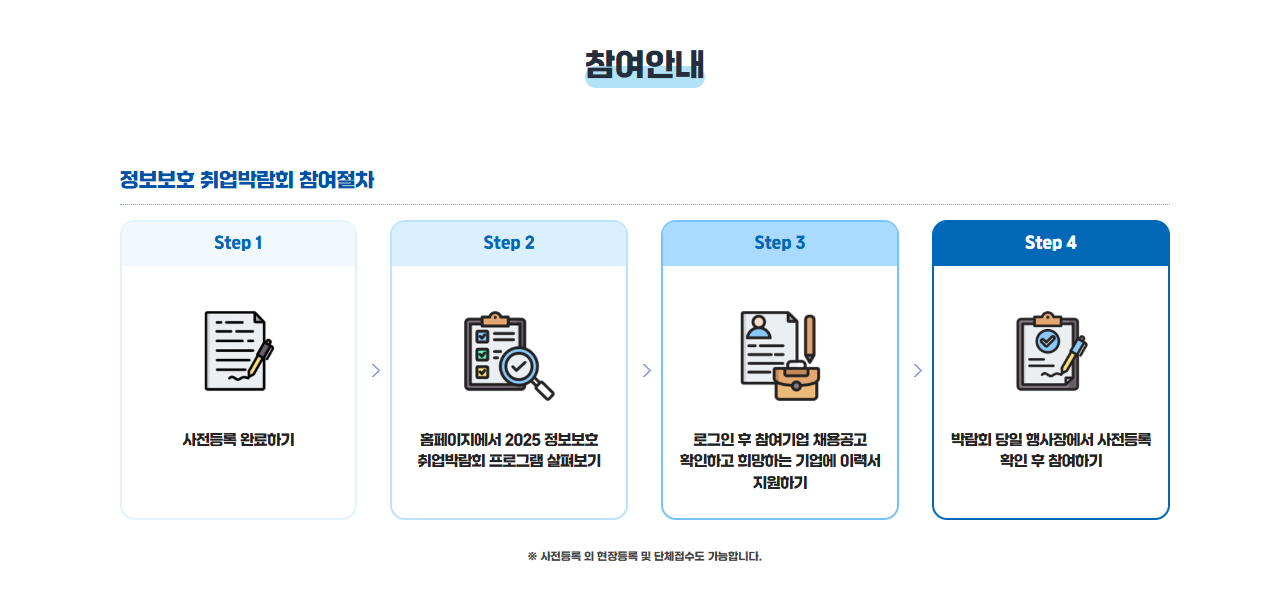 참여안내
정보보호 취업박람회 참여절차
Step 1
사전등록 완료하기
Step 2
홈페이지에서 2025 정보보호
취업박람회 프로그램 살펴보기
Step 3
로그인 후 참여기업 채용공고
확인하고 희망하는 기업에 이력서
지원하기
Step 4
박람회 당일 행사장에서 사전등록
확인 후 참여하기
※ 사전등록 외 현장등록 및 단체접수도 가능합니다.